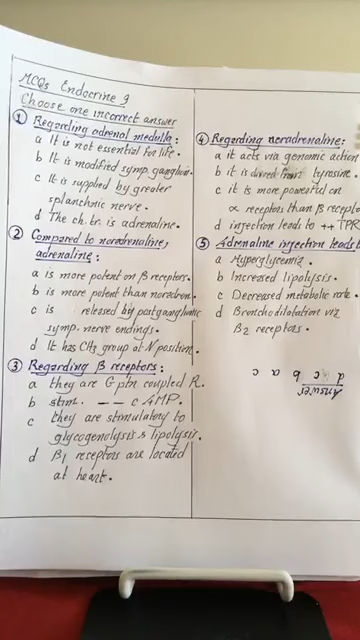 MCQs Endocrine 9
Choose one incorrect answer
① Regarding adrenal medulla:
a It is not essential for life.
b It is modified symp. ganglion.
c It is supplied by greater
splanchnic nerve.
d The ch. tr. is adrenaline.
② Compared to noradrenaline,
adrenaline:
a is more potent on β receptors.
b is more potent than noradren.
c is released by postganglionic
symp. nerve endings.
d It has CH3 group at N position.
③ Regarding β receptors:
a they are G ptn coupled R.
b stim. -- c AMP.
c they are stimulatory to
glycogenolysis & lipolysis.
d β1 receptors are located
at heart.
④ Regarding noradrenaline:
a it acts via genomic action
b it is derived from tyrosine.
c it is more powerful on
α receptors than β recept
d injection leads to ++ TPR
⑤ Adrenaline injection leads t
a Hyperglycemia.
b Increased lipolysis.
c Decreased metabolic rate.
d Bronchodilatation via
β2 receptors.
Answers
c a b c d